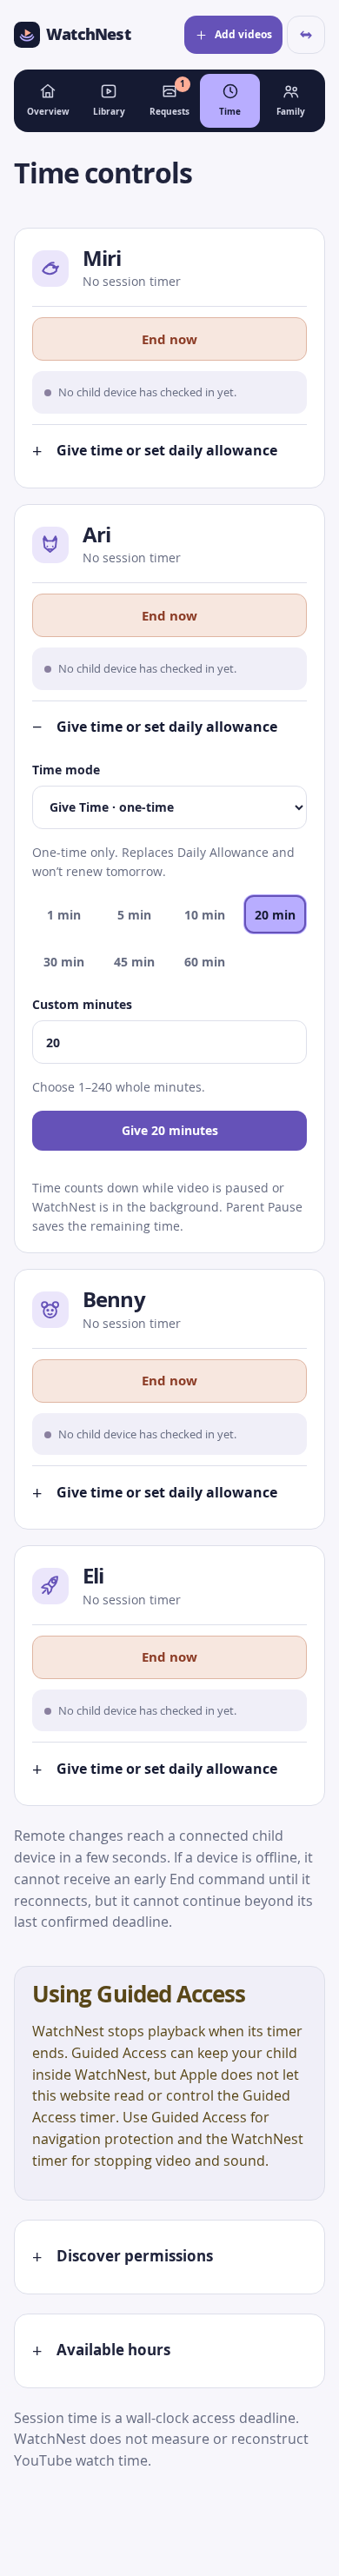 WatchNest
+ Add videos
Overview
Library
Requests
1
Time
Family
Time controls
Miri
No session timer
End now
No child device has checked in yet.
+ Give time or set daily allowance
Ari
No session timer
End now
No child device has checked in yet.
− Give time or set daily allowance
Time mode
Give Time · one-time
One-time only. Replaces Daily Allowance and
won’t renew tomorrow.
1 min 5 min 10 min 20 min
30 min 45 min 60 min
Custom minutes
20
Choose 1–240 whole minutes.
Give 20 minutes
Time counts down while video is paused or
WatchNest is in the background. Parent Pause
saves the remaining time.
Benny
No session timer
End now
No child device has checked in yet.
+ Give time or set daily allowance
Eli
No session timer
End now
No child device has checked in yet.
+ Give time or set daily allowance
Remote changes reach a connected child
device in a few seconds. If a device is offline, it
cannot receive an early End command until it
reconnects, but it cannot continue beyond its
last confirmed deadline.
Using Guided Access
WatchNest stops playback when its timer
ends. Guided Access can keep your child
inside WatchNest, but Apple does not let
this website read or control the Guided
Access timer. Use Guided Access for
navigation protection and the WatchNest
timer for stopping video and sound.
+ Discover permissions
+ Available hours
Session time is a wall-clock access deadline.
WatchNest does not measure or reconstruct
YouTube watch time.